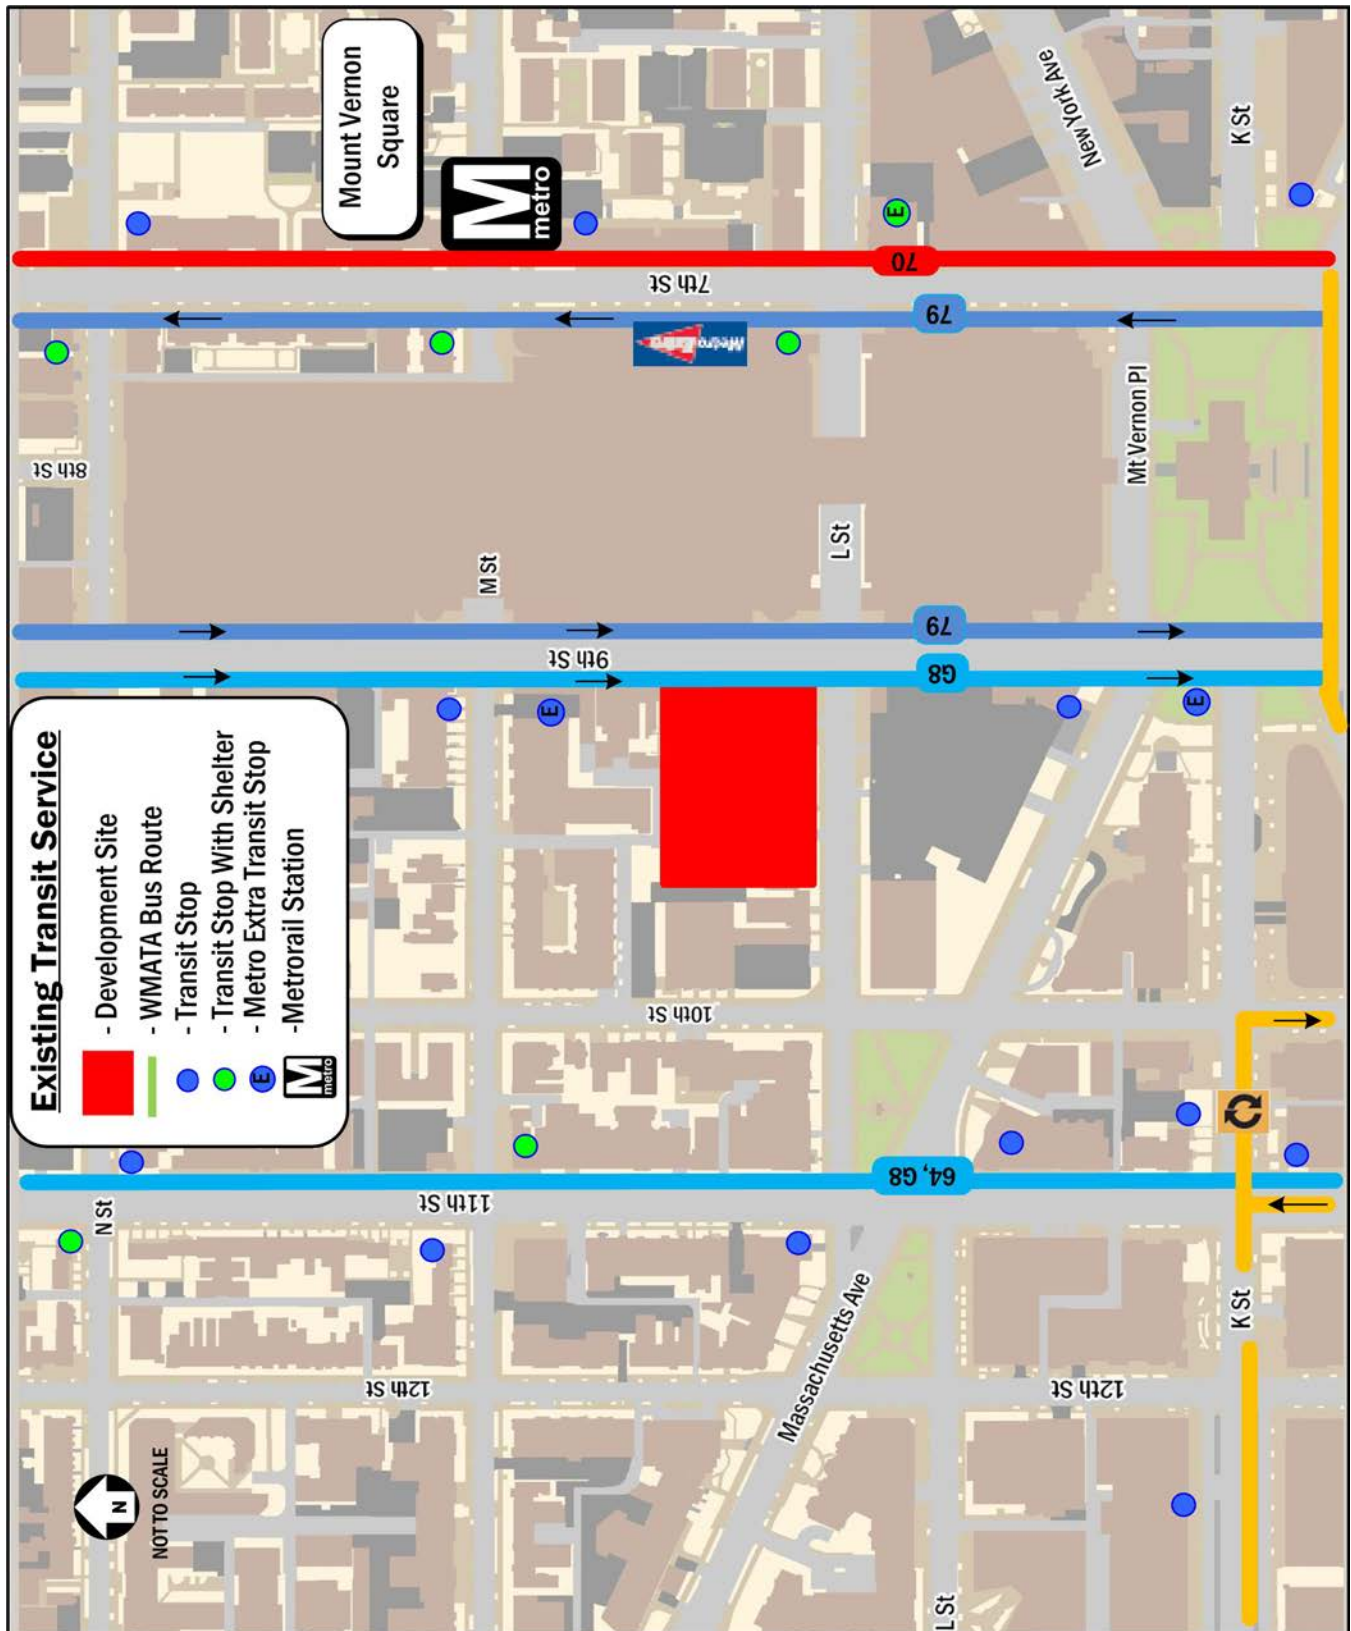 Existing Transit Service
- Development Site
- WMATA Bus Route
- Transit Stop
- Transit Stop With Shelter
E - Metro Extra Transit Stop
M metro -Metrorail Station
N
NOT TO SCALE
Mount Vernon
Square
M
metro
70
7th St
79
E
New York Ave
K St
8th St
M St
L St
Mt Vernon Pl
79
9th St
G8
E
E
10th St
64, G8
11th St
N St
Massachusetts Ave
12th St
12th St
K St
L St